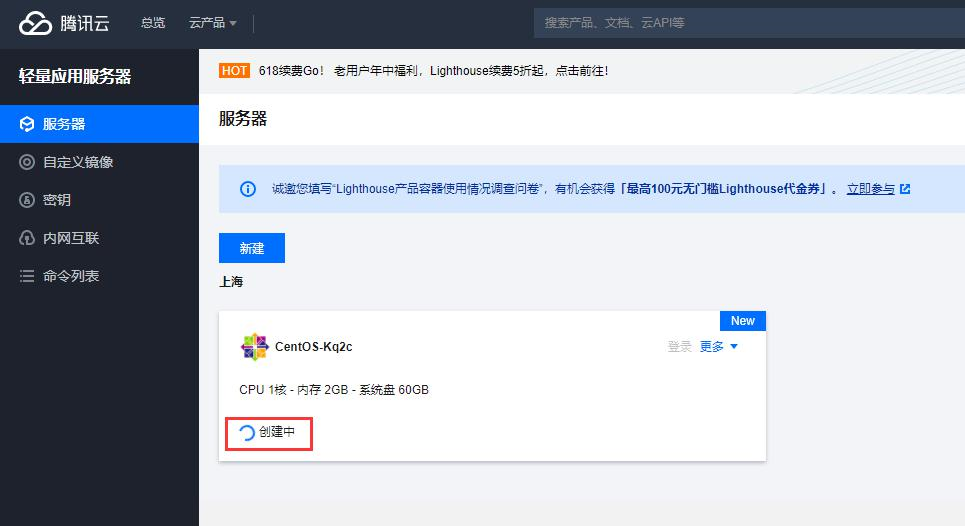 腾讯云
总览
云产品
搜索产品、文档、云API等
轻量应用服务器
服务器
自定义镜像
密钥
内网互联
命令列表
HOT 618续费Go! 老用户年中福利，Lighthouse续费5折起，点击前往!
服务器
诚邀您填写“Lighthouse产品容器使用情况调查问卷”，有机会获得「最高100元无门槛Lighthouse代金券」。 立即参与
新建
上海
New
CentOS-Kq2c
登录 更多
CPU 1核 - 内存 2GB - 系统盘 60GB
创建中